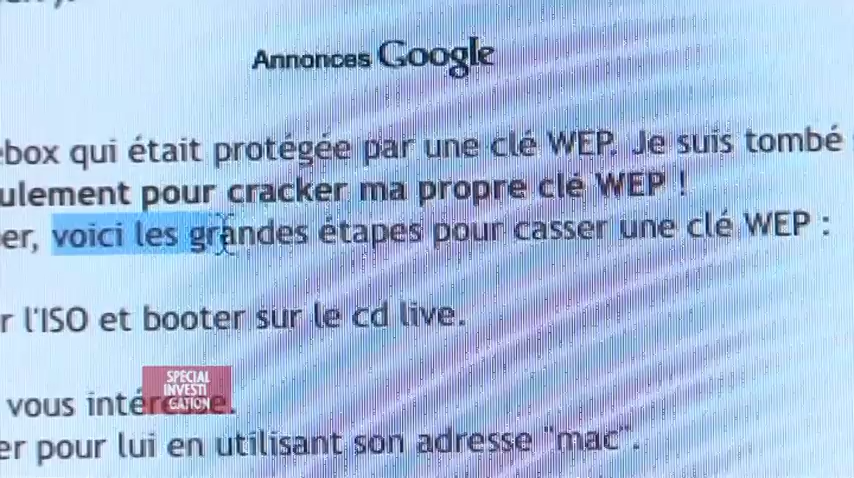 Annonces Google
box qui était protégée par une clé WEP. Je suis tombé
ulement pour cracker ma propre clé WEP !
er, voici les grandes étapes pour casser une clé WEP :
r l'ISO et booter sur le cd live.
SPECIAL
INVESTI
GATION
vous intéresse.
er pour lui en utilisant son adresse "mac".